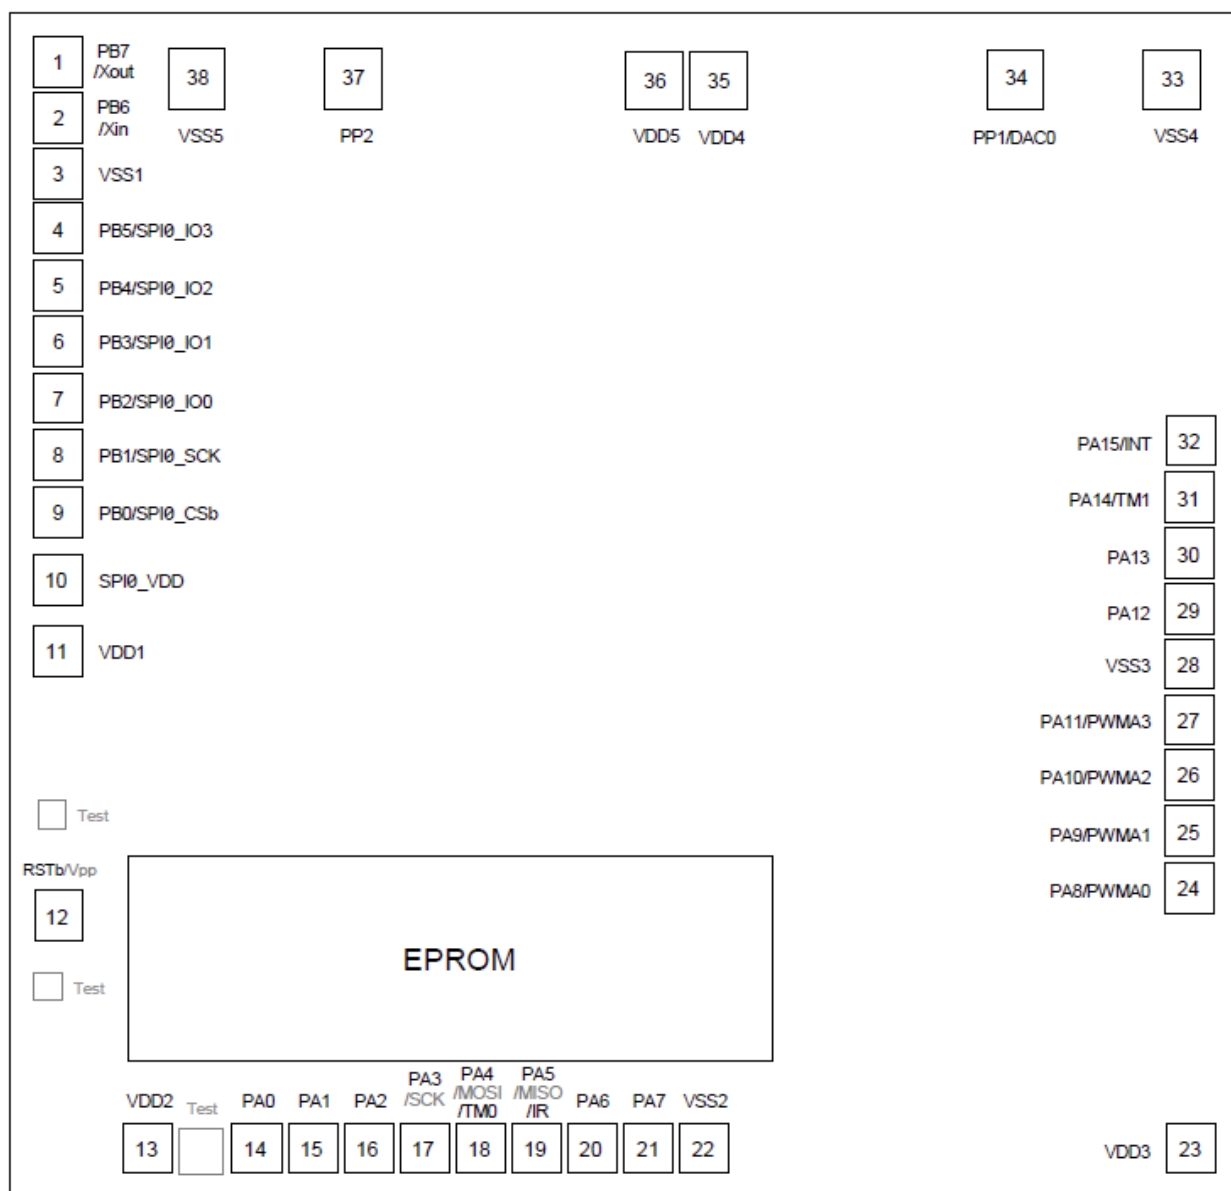 1 PB7
/Xout
38
37
36 35
34
33
2 PB6
/Xin
VSS5
PP2
VDD5 VDD4
PP1/DAC0
VSS4
3 VSS1
4 PB5/SPI0_IO3
5 PB4/SPI0_IO2
6 PB3/SPI0_IO1
7 PB2/SPI0_IO0
8 PB1/SPI0_SCK
9 PB0/SPI0_CSb
10 SPI0_VDD
11 VDD1
PA15/INT 32
PA14/TM1 31
PA13 30
PA12 29
VSS3 28
PA11/PWMA3 27
PA10/PWMA2 26
PA9/PWMA1 25
PA8/PWMA0 24
Test
RSTb/Vpp
12
Test
EPROM
VDD2
Test
PA0
PA1
PA2
PA3
/SCK
PA4
/MOSI
/TM0
PA5
/MISO
/IR
PA6
PA7
VSS2
13 14 15 16 17 18 19 20 21 22
VDD3 23